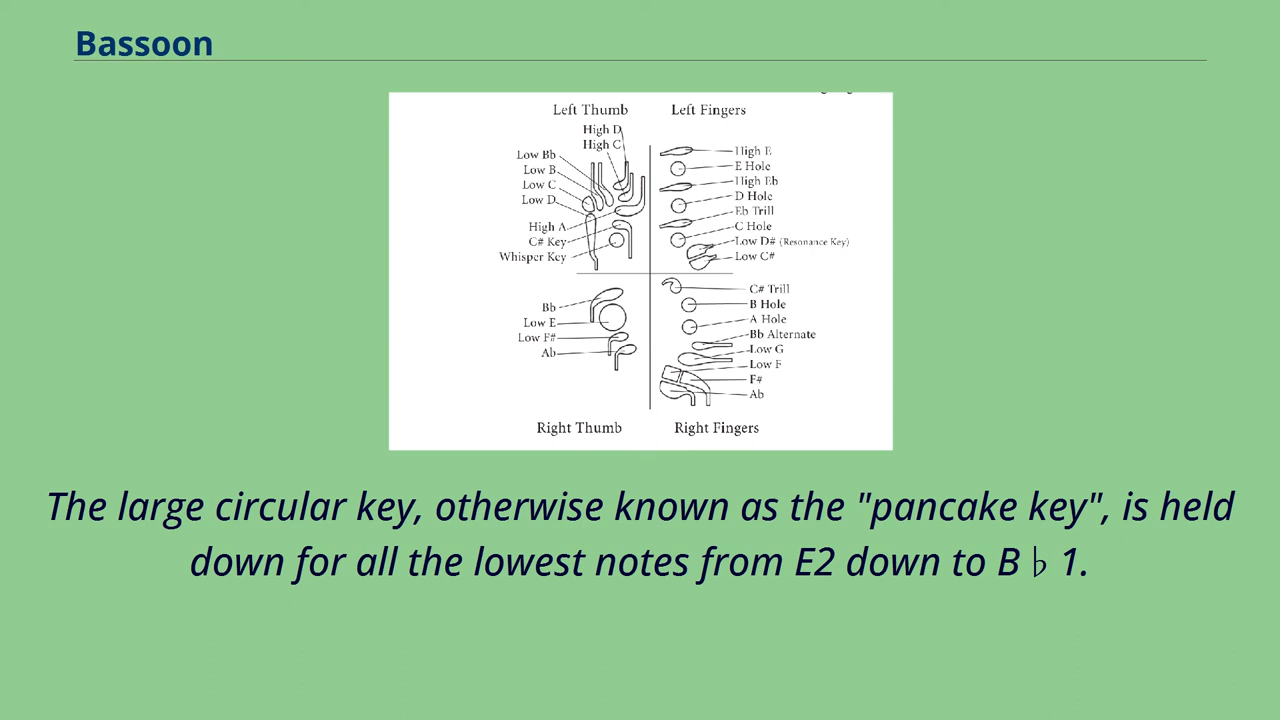 Bassoon
Left Thumb
Left Fingers
High D
High C
Low Bb
Low B
Low C
Low D
High A
C# Key
Whisper Key
High E
E Hole
High Eb
D Hole
Eb Trill
C Hole
Low D# (Resonance Key)
Low C#
Bb
Low E
Low F#
Ab
C# Trill
B Hole
A Hole
Bb Alternate
Low G
Low F
F#
Ab
Right Thumb
Right Fingers
The large circular key, otherwise known as the "pancake key", is held
down for all the lowest notes from E2 down to B ♭ 1.